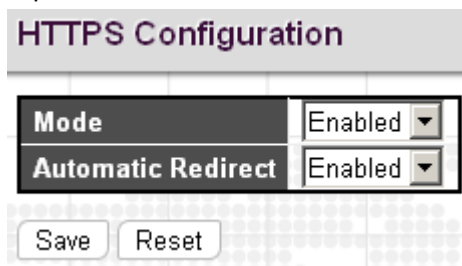 HTTPS Configuration
Mode Enabled
Automatic Redirect Enabled
Save Reset